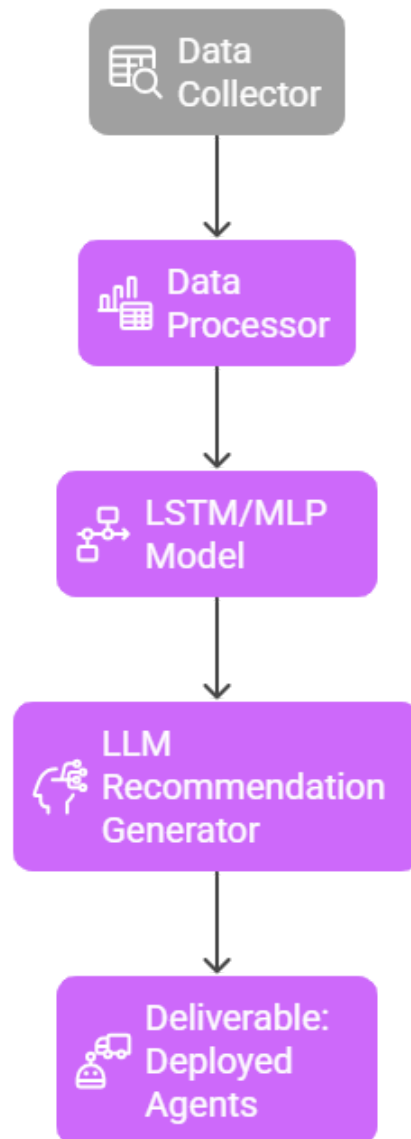 Data
Collector
Data
Processor
LSTM/MLP
Model
LLM
Recommendation
Generator
Deliverable:
Deployed
Agents